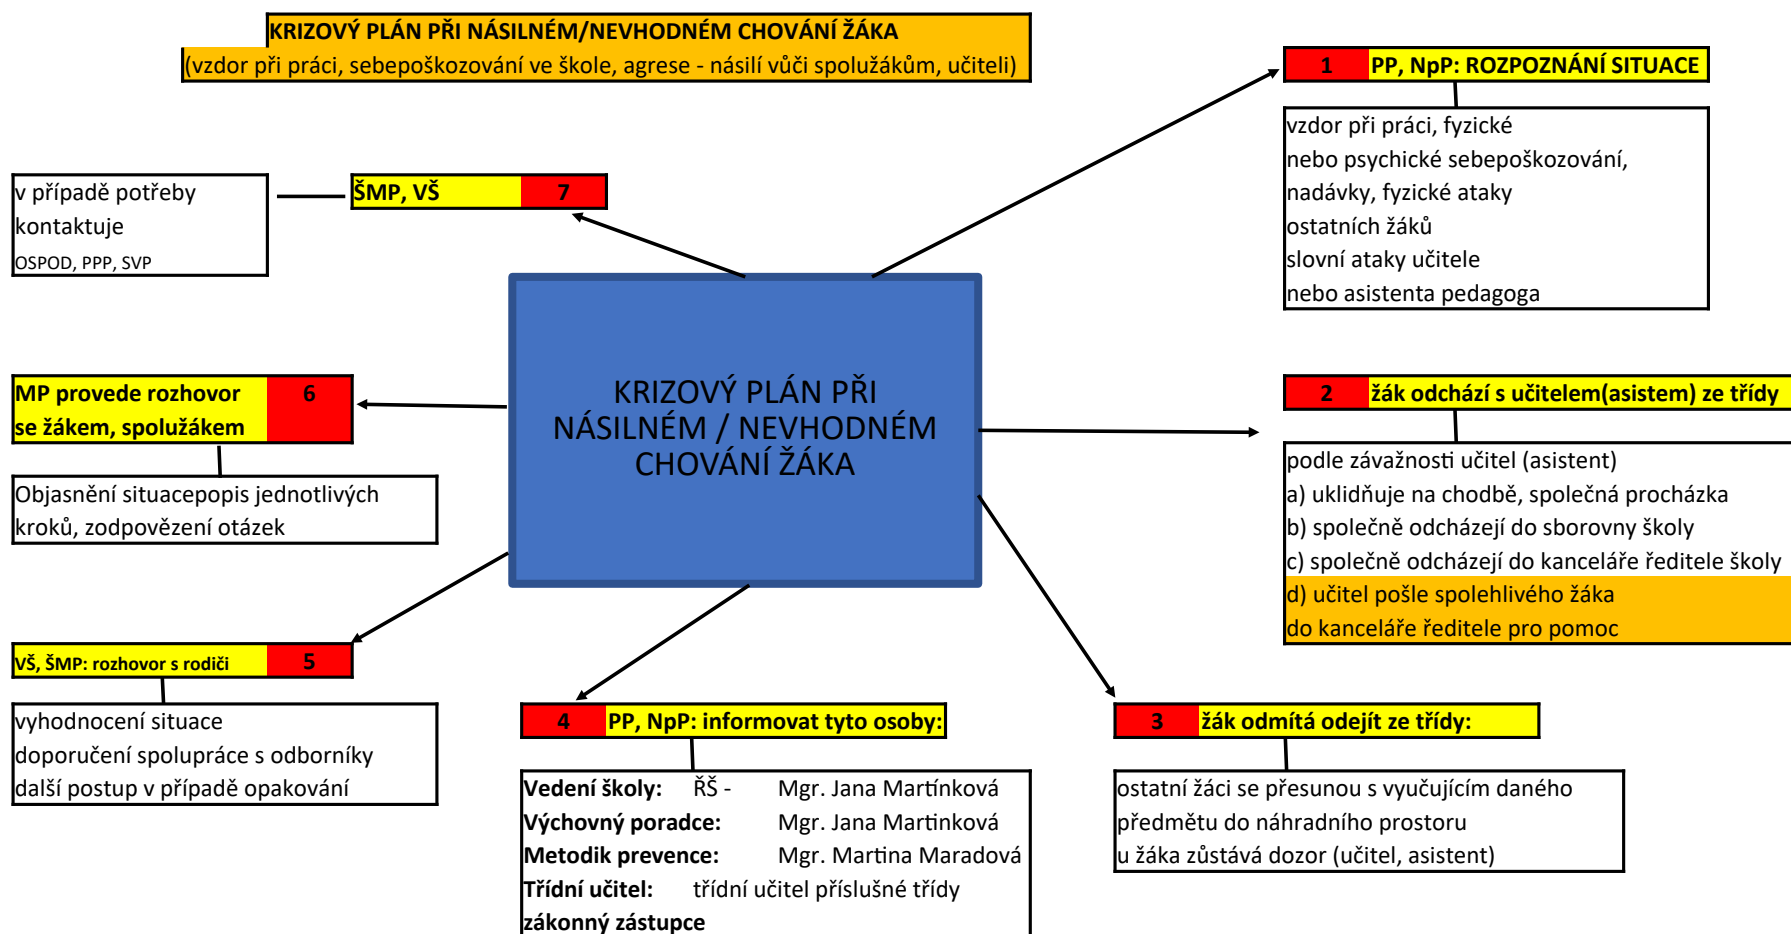 KRIZOVÝ PLÁN PŘI NÁSILNÉM/NEVHODNÉM CHOVÁNÍ ŽÁKA
(vzdor při práci, sebepoškozování ve škole, agrese - násilí vůči spolužákům, učiteli)
1 PP, NpP: ROZPOZNÁNÍ SITUACE
vzdor při práci, fyzické
nebo psychické sebepoškozování,
nadávky, fyzické ataky
ostatních žáků
slovní ataky učitele
nebo asistenta pedagoga
ŠMP, VŠ 7
v případě potřeby
kontaktuje
OSPOD, PPP, SVP
KRIZOVÝ PLÁN PŘI
NÁSILNÉM / NEVHODNÉM
CHOVÁNÍ ŽÁKA
MP provede rozhovor 6
se žákem, spolužákem
Objasnění situacepopis jednotlivých
kroků, zodpovězení otázek
2 žák odchází s učitelem(asistem) ze třídy
podle závažnosti učitel (asistent)
a) uklidňuje na chodbě, společná procházka
b) společně odcházejí do sborovny školy
c) společně odcházejí do kanceláře ředitele školy
d) učitel pošle spolehlivého žáka
do kanceláře ředitele pro pomoc
VŠ, ŠMP: rozhovor s rodiči 5
vyhodnocení situace
doporučení spolupráce s odborníky
další postup v případě opakování
4 PP, NpP: informovat tyto osoby:
Vedení školy: ŘŠ - Mgr. Jana Martínková
Výchovný poradce: Mgr. Jana Martinková
Metodik prevence: Mgr. Martina Maradová
Třídní učitel: třídní učitel příslušné třídy
zákonný zástupce
3 žák odmítá odejít ze třídy:
ostatní žáci se přesunou s vyučujícím daného
předmětu do náhradního prostoru
u žáka zůstává dozor (učitel, asistent)